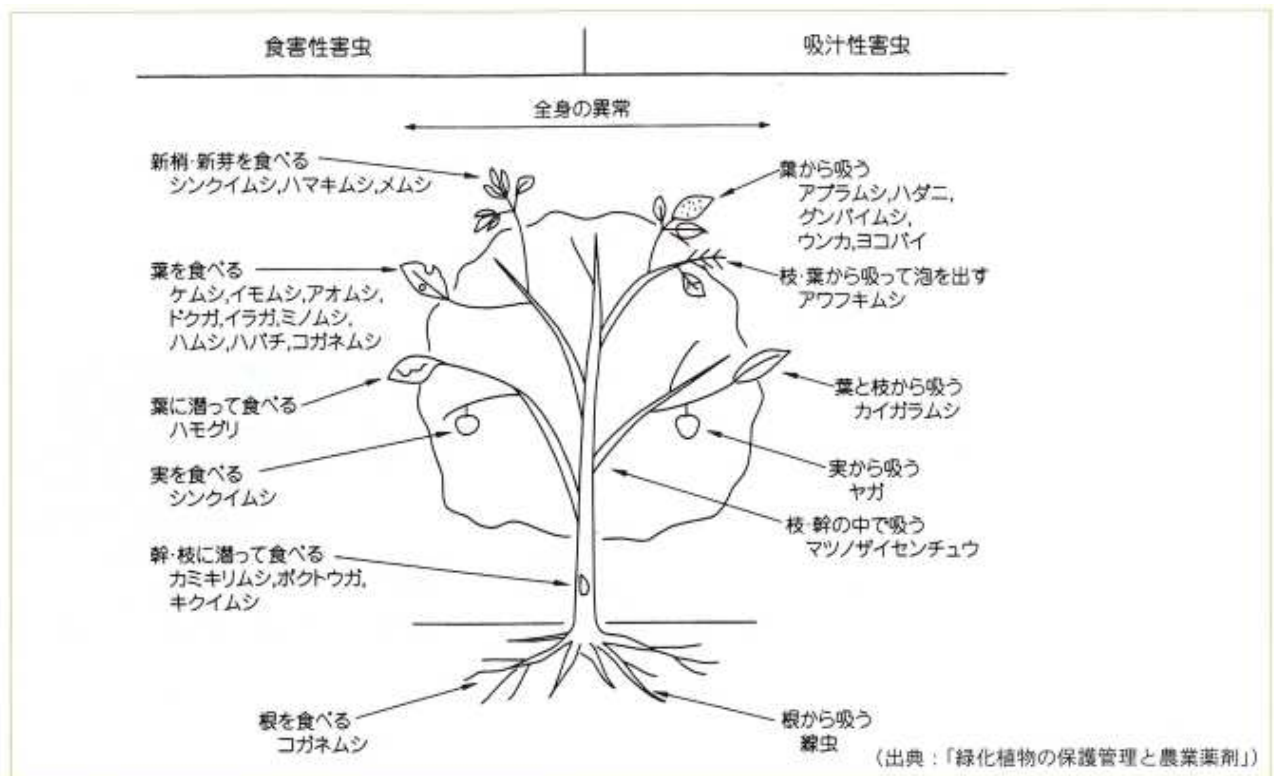 食害性害虫
吸汁性害虫
全身の異常
新梢·新芽を食べる
シンクイムシ,ハマキムシ,メムシ
葉を食べる
ケムシ,イモムシ,アオムシ,
ドクガ,イラガ,ミノムシ,
ハムシ,ハバチ,コガネムシ
葉に潜って食べる
ハモグリ
実を食べる
シンクイムシ
幹·枝に潜って食べる
カミキリムシ,ボクトウガ,
キクイムシ
根を食べる
コガネムシ
葉から吸う
アブラムシ,ハダニ,
グンバイムシ,
ウンカ,ヨコバイ
枝·葉から吸って泡を出す
アワフキムシ
葉と枝から吸う
カイガラムシ
実から吸う
ヤガ
枝·幹の中で吸う
マツノザイセンチュウ
根から吸う
線虫
(出典:「緑化植物の保護管理と農業薬剤」)